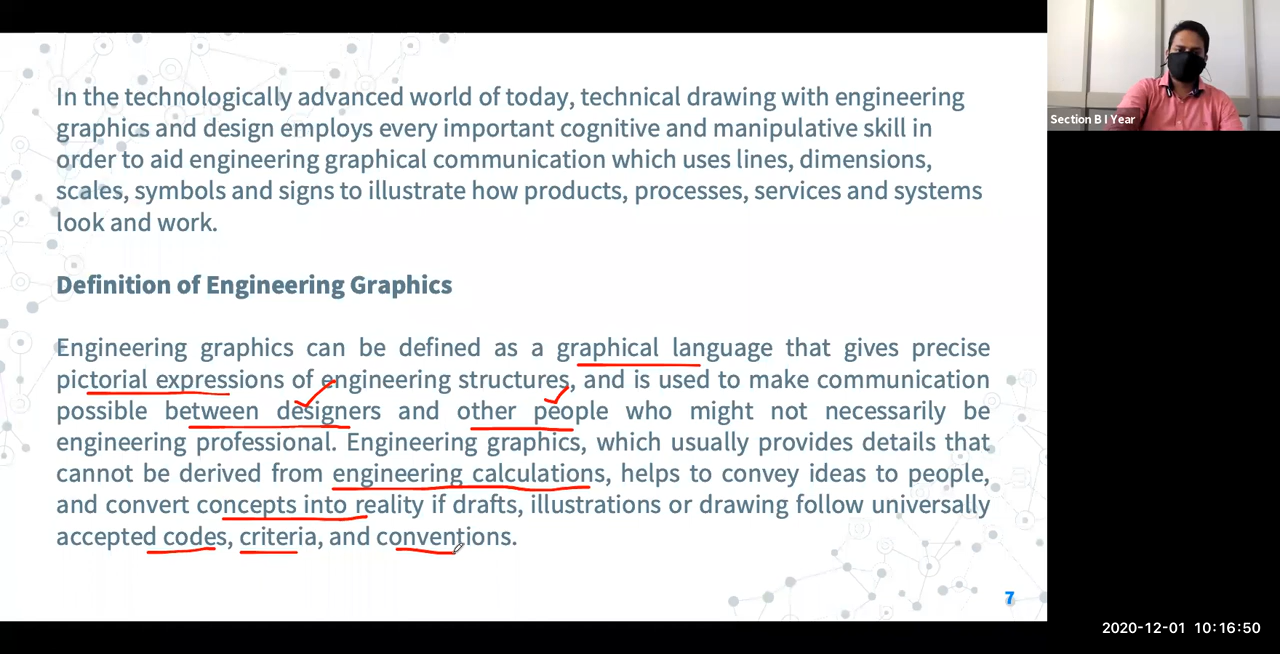 In the technologically advanced world of today, technical drawing with engineering
graphics and design employs every important cognitive and manipulative skill in
order to aid engineering graphical communication which uses lines, dimensions,
scales, symbols and signs to illustrate how products, processes, services and systems
look and work.
Definition of Engineering Graphics
Engineering graphics can be defined as a graphical language that gives precise
pictorial expressions of engineering structures, and is used to make communication
possible between designers and other people who might not necessarily be
engineering professional. Engineering graphics, which usually provides details that
cannot be derived from engineering calculations, helps to convey ideas to people,
and convert concepts into reality if drafts, illustrations or drawing follow universally
accepted codes, criteria, and conventions.
7
Section B I Year
2020-12-01 10:16:50